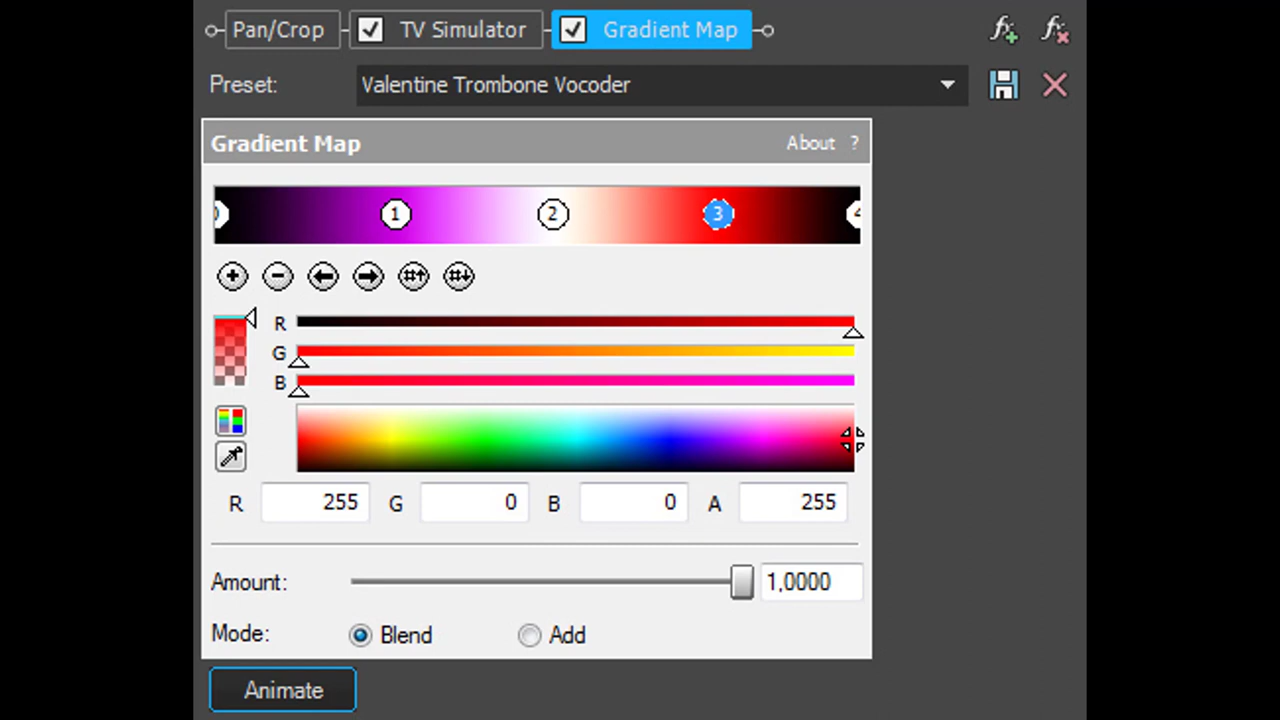 Pan/Crop TV Simulator Gradient Map
Preset: Valentine Trombone Vocoder
Gradient Map About ?
1 2 3 4
R
G
B
R 255 G 0 B 0 A 255
Amount: 1,0000
Mode: Blend Add
Animate